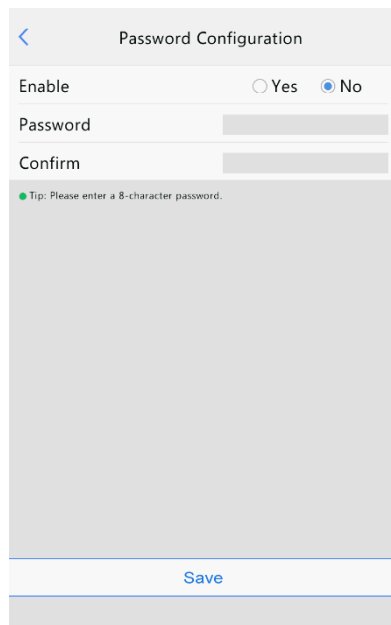 Password Configuration
Enable Yes No
Password
Confirm
Tip: Please enter a 8-character password.
Save